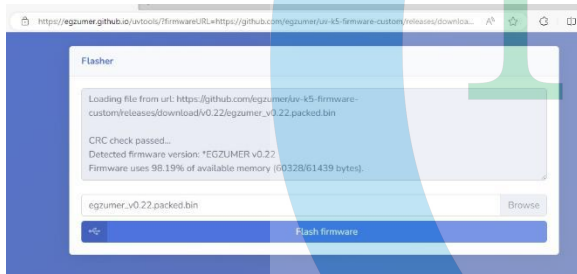 https://egzumer.github.io/uvtools/?firmwareURL=https://github.com/egzumer/uv-k5-firmware-custom/releases/downloa...
Flasher
Loading file from url: https://github.com/egzumer/uv-k5-firmware-
custom/releases/download/v0.22/egzumer_v0.22.packed.bin
CRC check passed...
Detected firmware version: *EGZUMER v0.22
Firmware uses 98.19% of available memory (60328/61439 bytes).
egzumer_v0.22.packed.bin Browse
Flash firmware